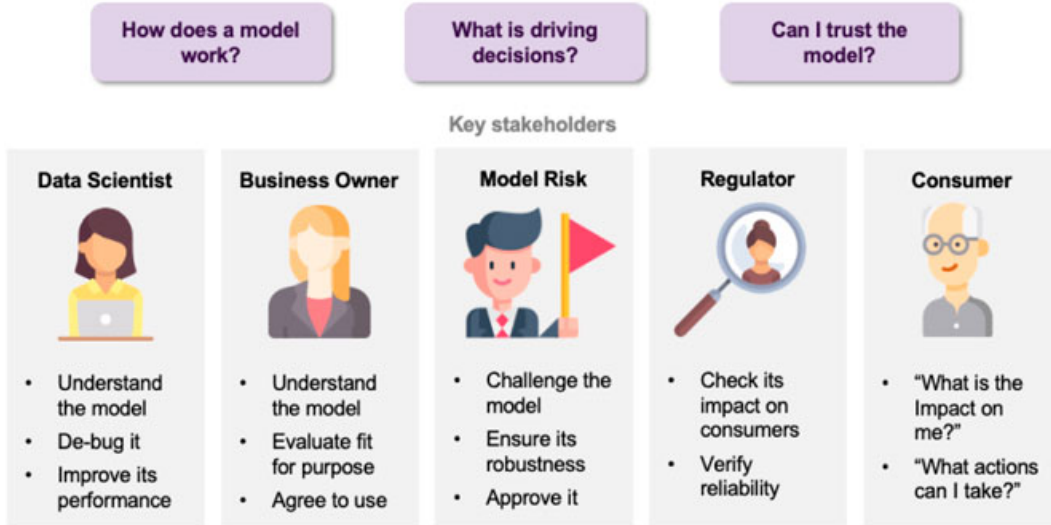 How does a model
work?
What is driving
decisions?
Can I trust the
model?
Key stakeholders
Data Scientist
• Understand
the model
• De-bug it
• Improve its
performance
Business Owner
• Understand
the model
• Evaluate fit
for purpose
• Agree to use
Model Risk
• Challenge the
model
• Ensure its
robustness
• Approve it
Regulator
• Check its
impact on
consumers
• Verify
reliability
Consumer
• “What is the
Impact on
me?”
• “What actions
can I take?”